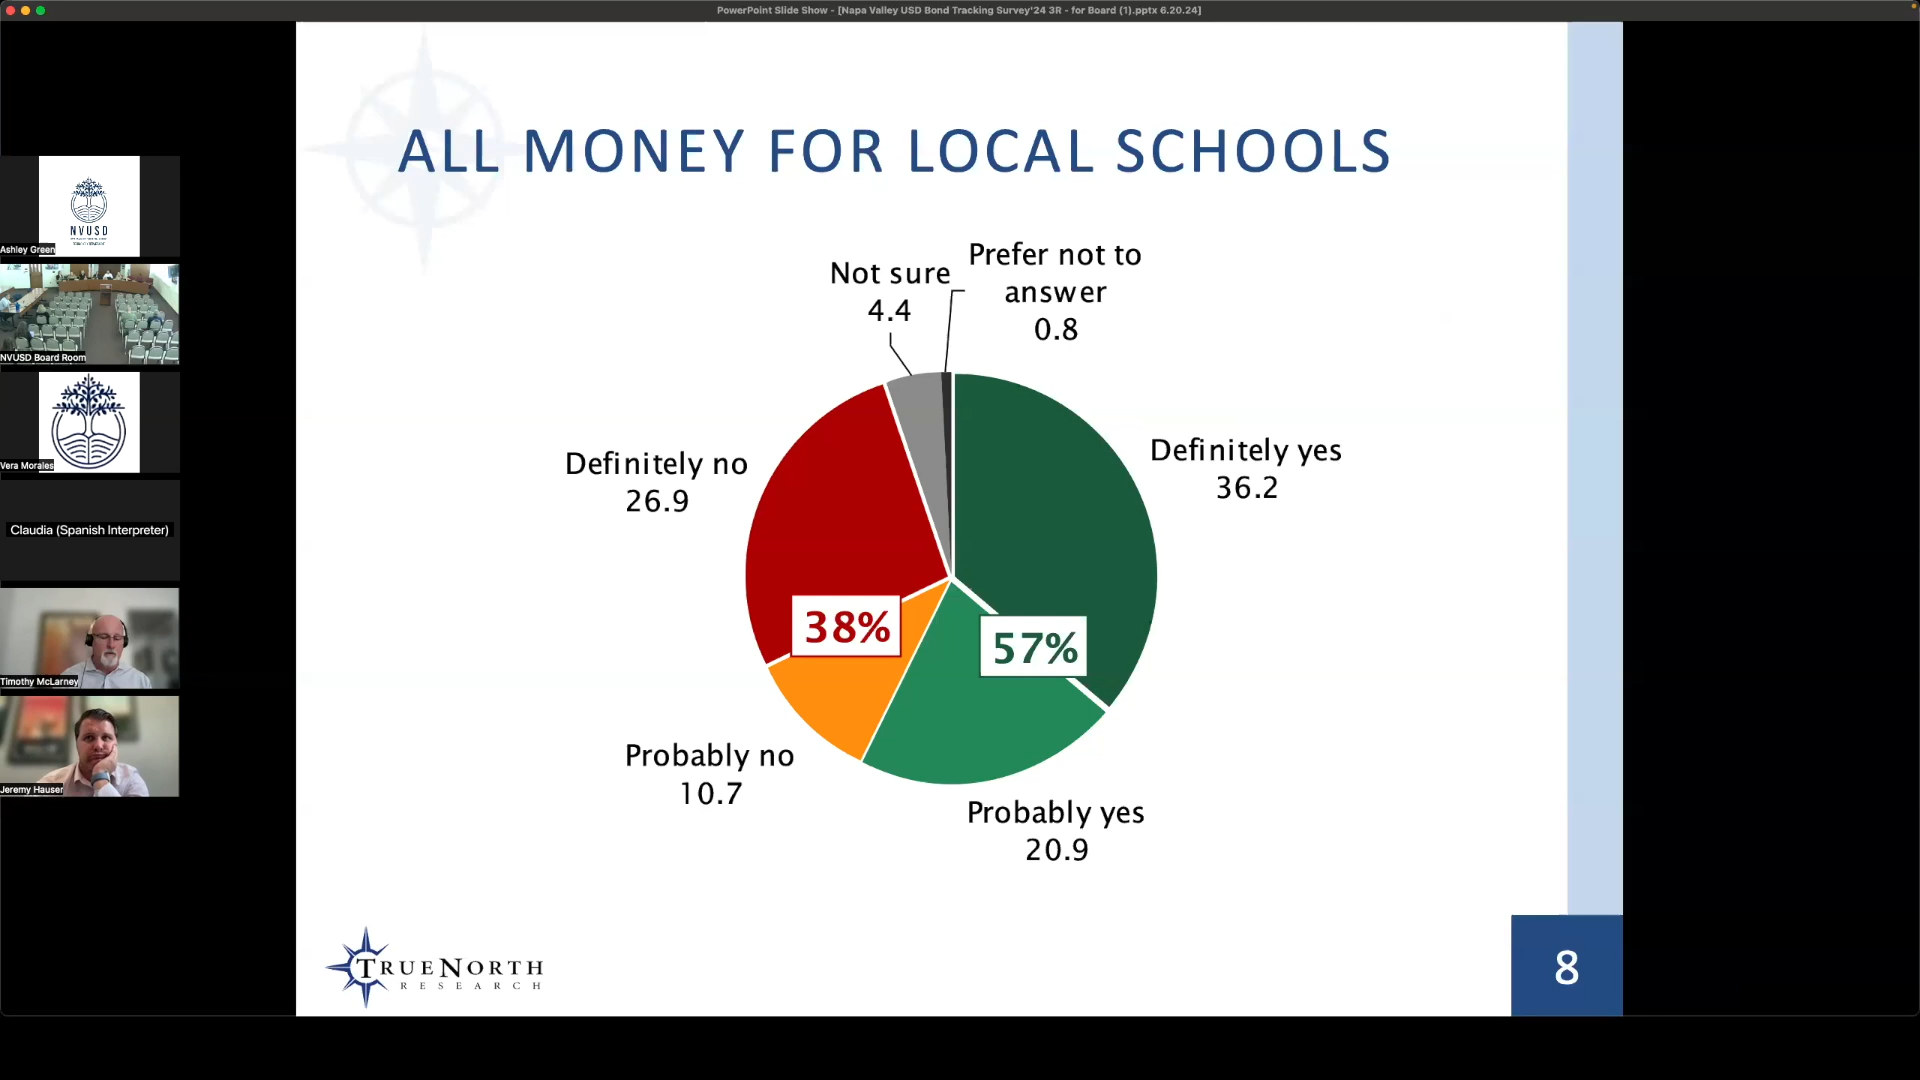 PowerPoint Slide Show - [Napa Valley USD Bond Tracking Survey'24 3R - for Board (1).pptx 6.20.24]
ALL MONEY FOR LOCAL SCHOOLS
Not sure
4.4
Prefer not to
answer
0.8
Definitely yes
36.2
Definitely no
26.9
38%
57%
Probably no
10.7
Probably yes
20.9
TRUENORTH
RESEARCH
8
NVUSD
Ashley Green
NVUSD Board Room
Vera Morales
Claudia (Spanish Interpreter)
Timothy McLarney
Jeremy Hauser